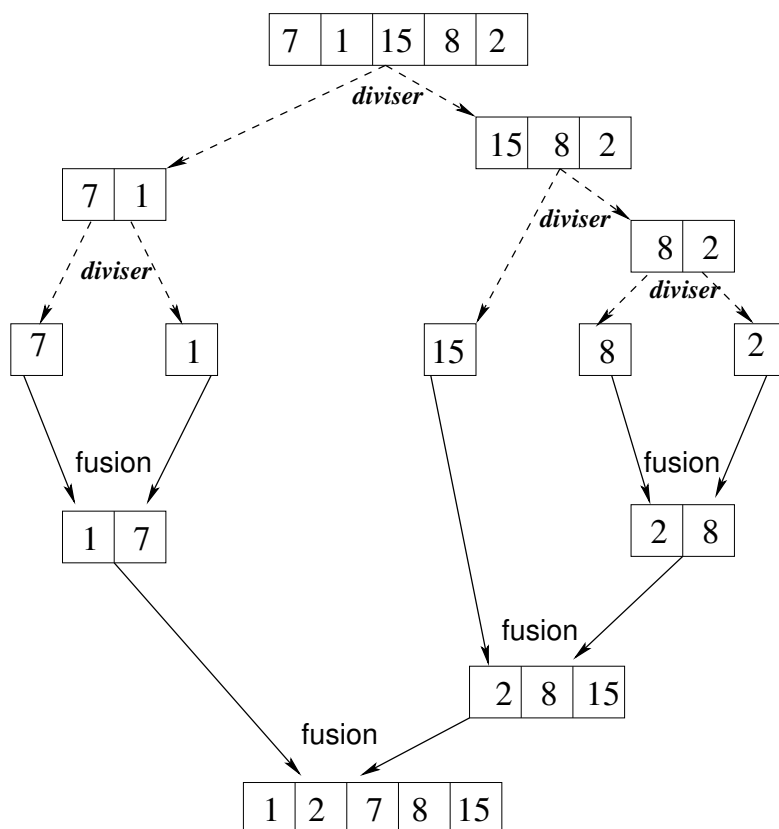 7 1 15 8 2
diviser
15 8 2
7 1
diviser
8 2
diviser
diviser
7 1 15 8 2
fusion fusion
1 7 2 8
fusion
2 8 15
fusion
1 2 7 8 15